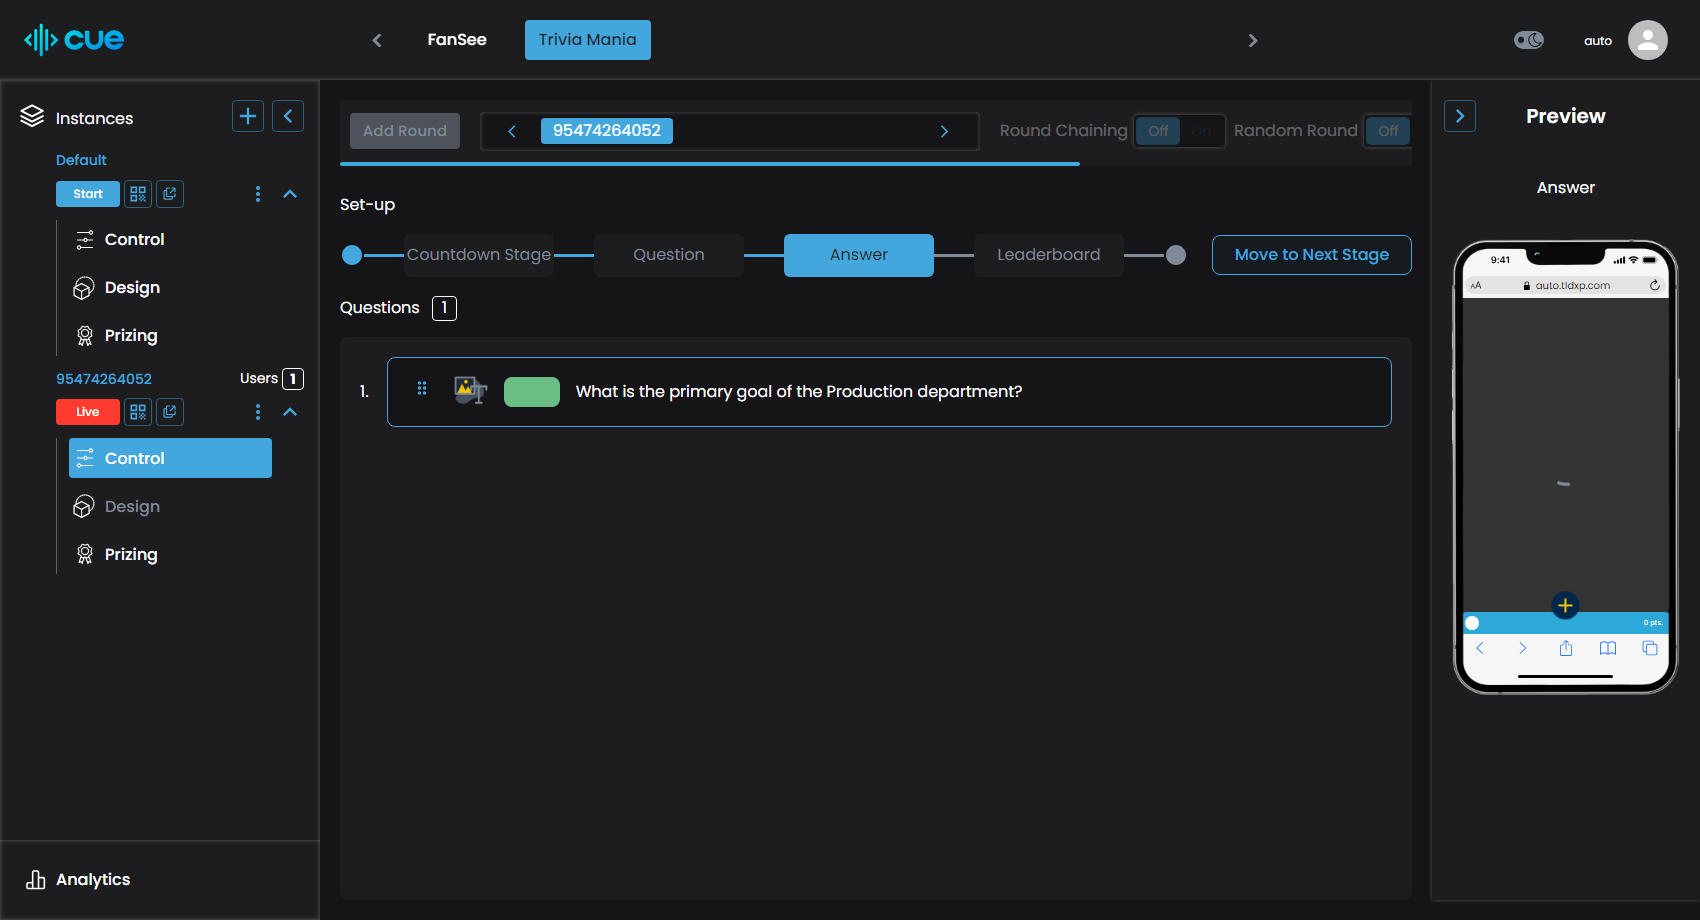 cue
FanSee
Trivia Mania
auto
Instances
Default
Start
Control
Design
Prizing
95474264052
Users 1
Live
Control
Design
Prizing
Analytics
Add Round
95474264052
Round Chaining
Off
On
Random Round
Off
Set-up
Countdown Stage
Question
Answer
Leaderboard
Move to Next Stage
Questions 1
1.
What is the primary goal of the Production department?
Preview
Answer
9:41
AA
auto.tldxp.com
0 pts.